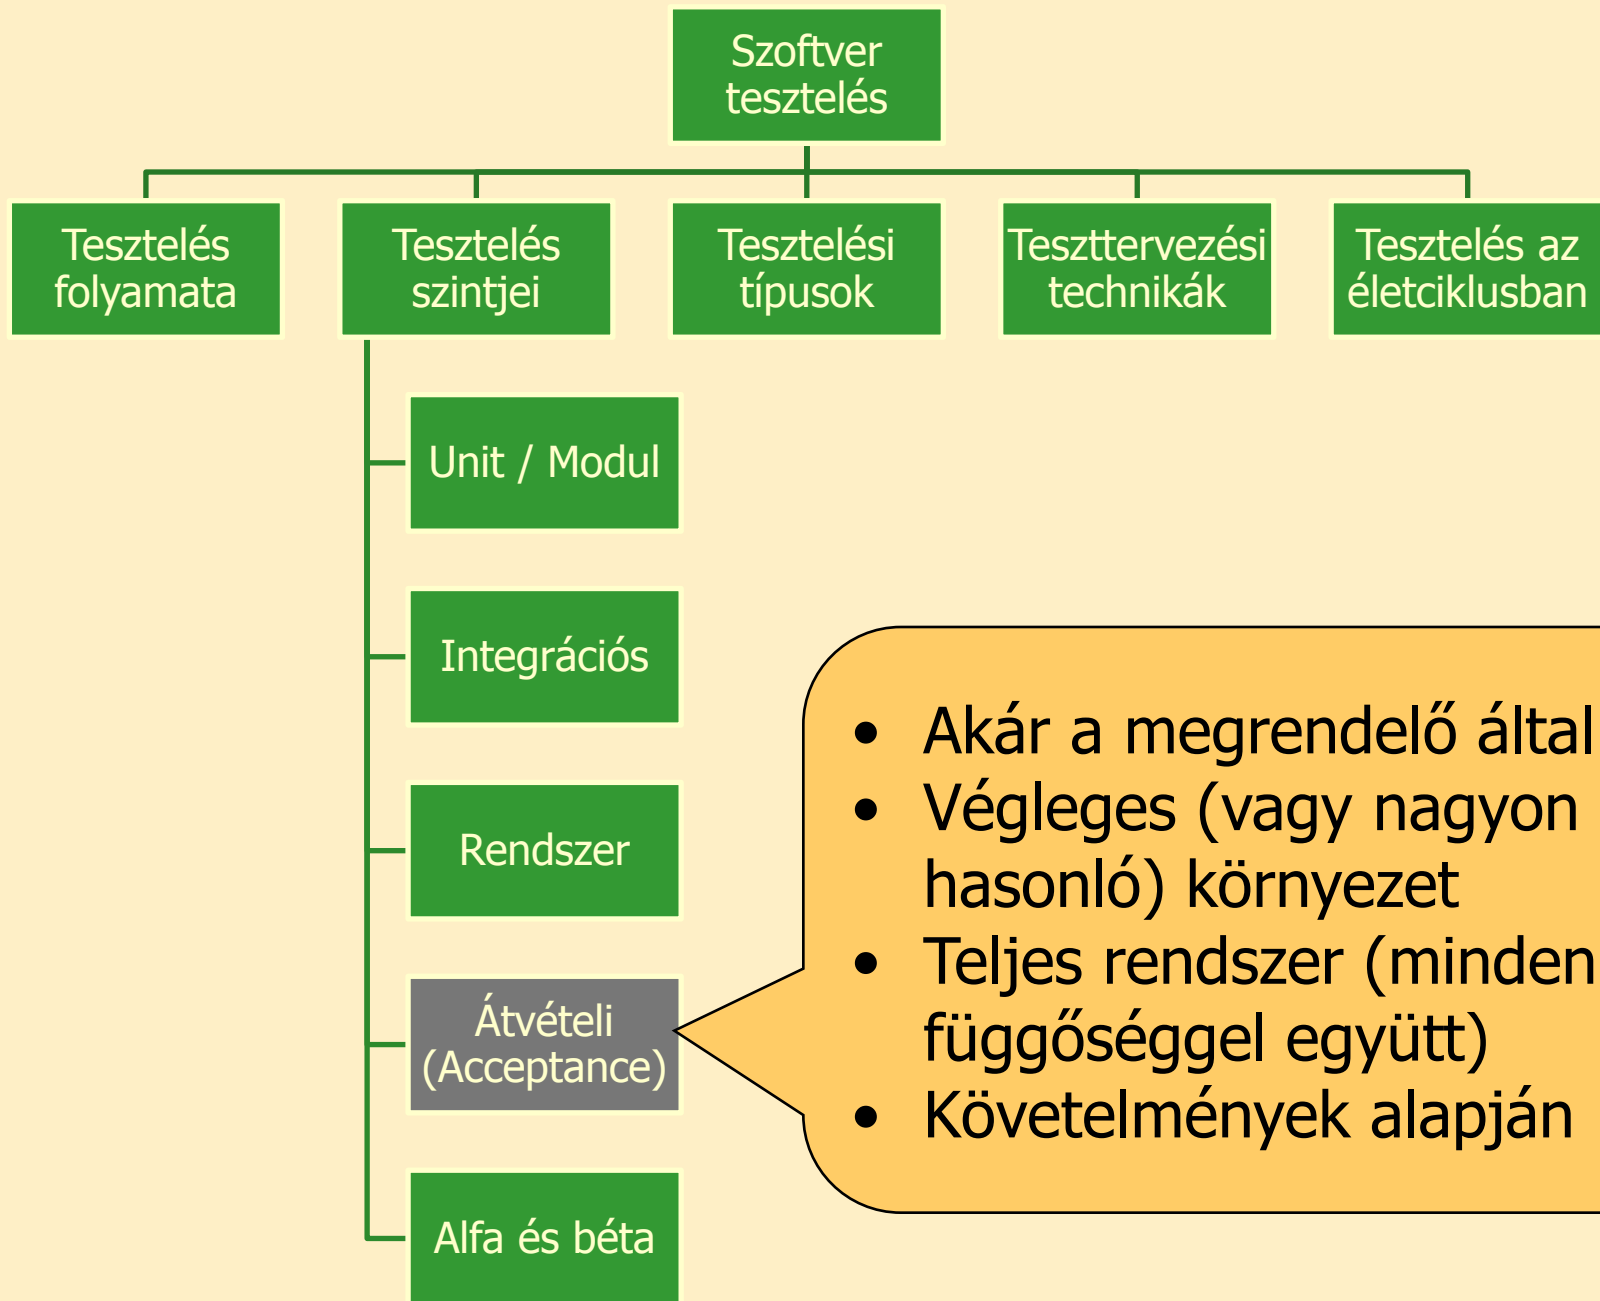 Szoftver
tesztelés
Tesztelés
folyamata
Tesztelés
szintjei
Tesztelési
típusok
Teszttervezési
technikák
Tesztelés az
életciklusban
Unit / Modul
Integrációs
Rendszer
Átvételi
(Acceptance)
Alfa és béta
• Akár a megrendelő által
• Végleges (vagy nagyon
hasonló) környezet
• Teljes rendszer (minden
függőséggel együtt)
• Követelmények alapján